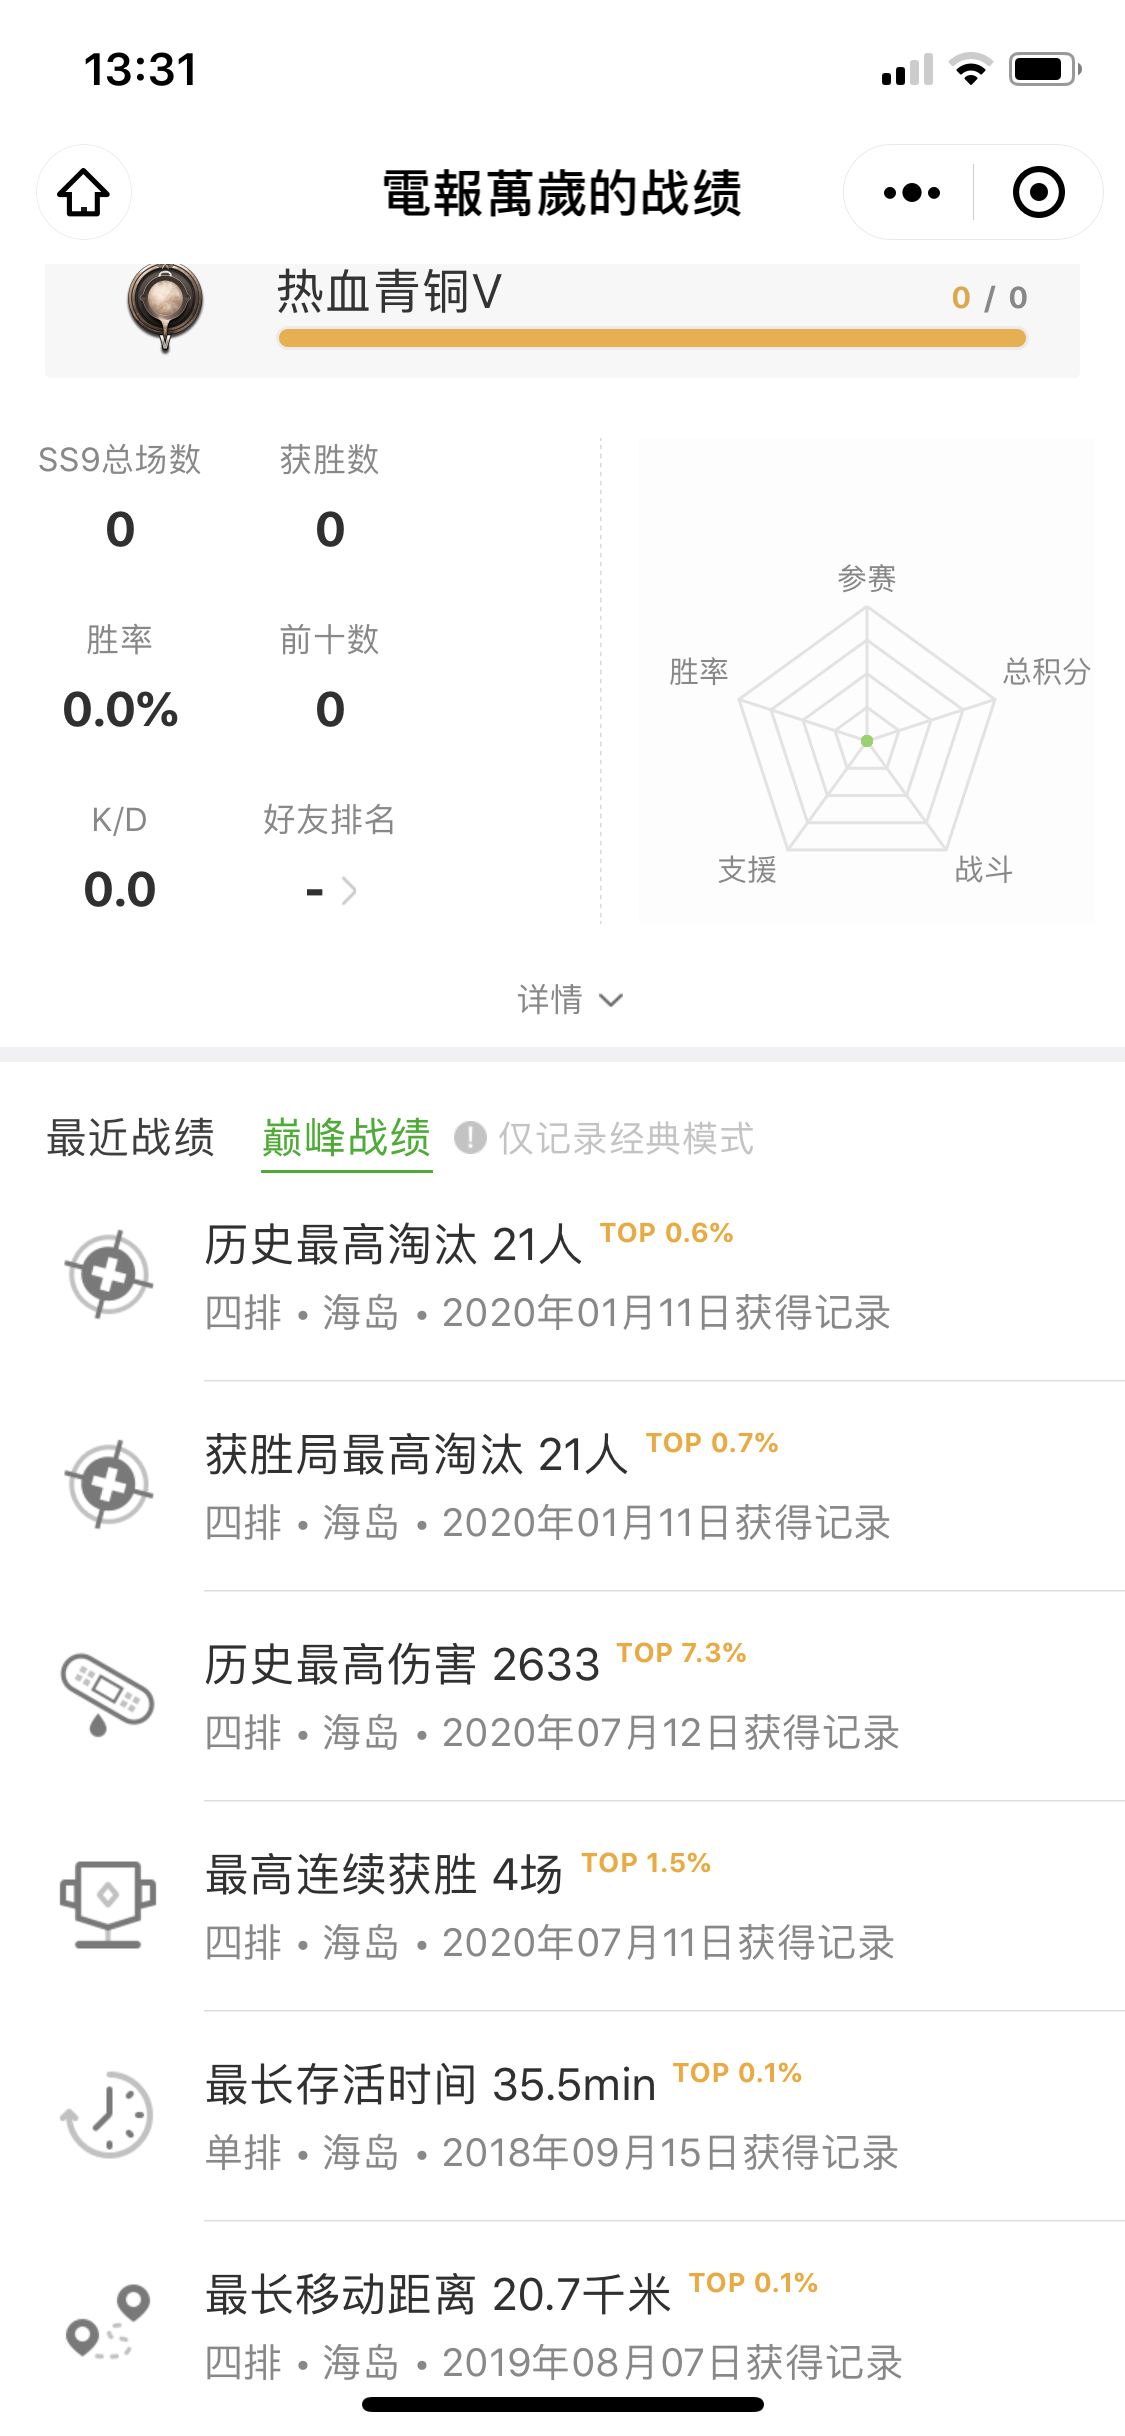 13:31
電報萬歲的战绩
热血青铜V
0 / 0
SS9总场数 获胜数
0 0
胜率 前十数
0.0% 0
K/D 好友排名
0.0 -
参赛
胜率 总积分
支援 战斗
详情
最近战绩 巅峰战绩 仅记录经典模式
历史最高淘汰 21人 TOP 0.6%
四排 • 海岛 • 2020年01月11日获得记录
获胜局最高淘汰 21人 TOP 0.7%
四排 • 海岛 • 2020年01月11日获得记录
历史最高伤害 2633 TOP 7.3%
四排 • 海岛 • 2020年07月12日获得记录
最高连续获胜 4场 TOP 1.5%
四排 • 海岛 • 2020年07月11日获得记录
最长存活时间 35.5min TOP 0.1%
单排 • 海岛 • 2018年09月15日获得记录
最长移动距离 20.7千米 TOP 0.1%
四排 • 海岛 • 2019年08月07日获得记录